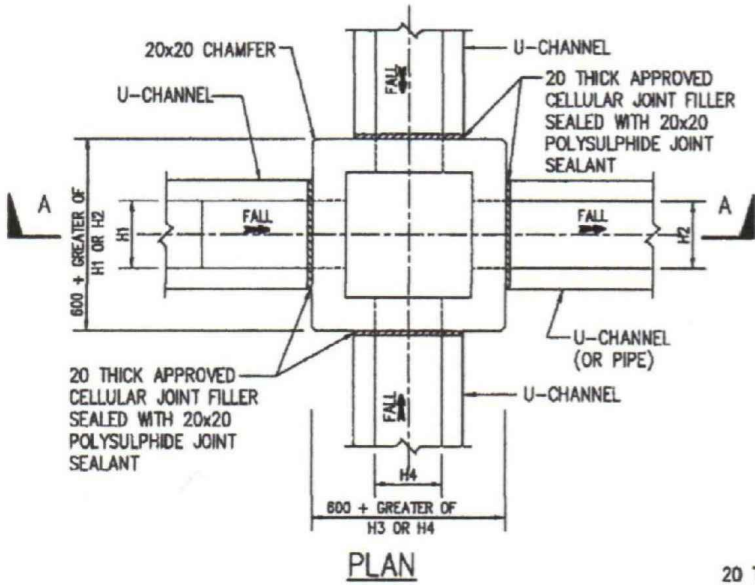 U-CHANNEL
20x20 CHAMFER
FALL
20 THICK APPROVED
CELLULAR JOINT FILLER
SEALED WITH 20x20
POLYSULPHIDE JOINT
SEALANT
U-CHANNEL
A
600 + GREATER OF
H1 OR H2
H1
FALL
FALL
H2
A
U-CHANNEL
(OR PIPE)
20 THICK APPROVED
CELLULAR JOINT FILLER
SEALED WITH 20x20
POLYSULPHIDE JOINT
SEALANT
FALL
U-CHANNEL
H4
600 + GREATER OF
H3 OR H4
PLAN
20